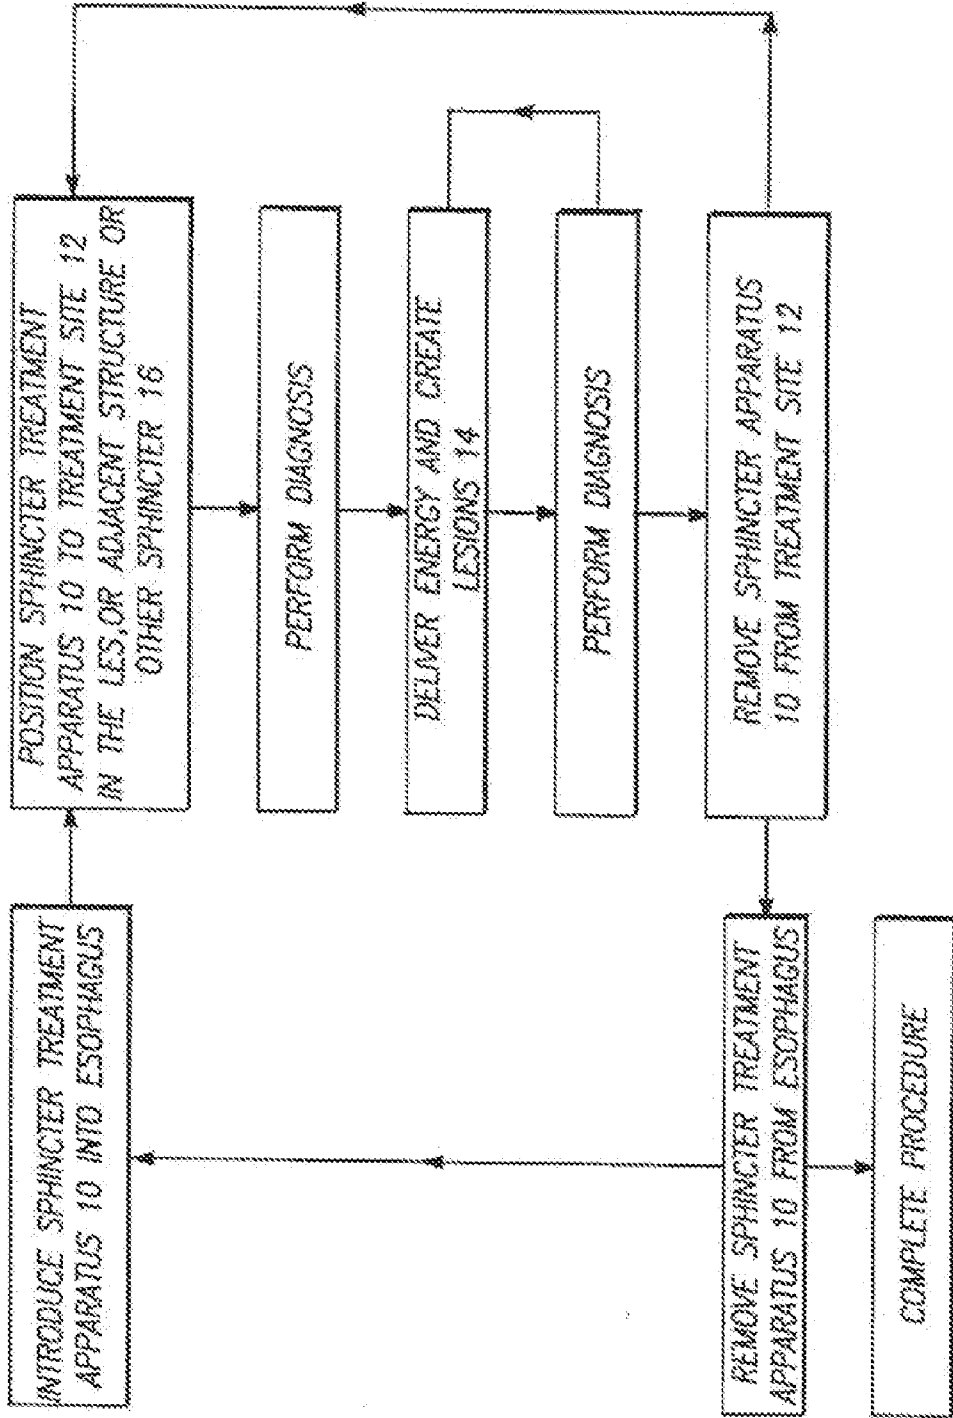 INTRODUCE SPHINCTER TREATMENT
APPARATUS 10 INTO ESOPHAGUS
POSITION SPHINCTER TREATMENT
APPARATUS 10 TO TREATMENT SITE 12
IN THE LES,OR ADJACENT STRUCTURE OR
OTHER SPHINCTER 16
PERFORM DIAGNOSIS
DELIVER ENERGY AND CREATE
LESIONS 14
PERFORM DIAGNOSIS
REMOVE SPHINCTER APPARATUS
10 FROM TREATMENT SITE 12
REMOVE SPHINCTER TREATMENT
APPARATUS 10 FROM ESOPHAGUS
COMPLETE PROCEDURE